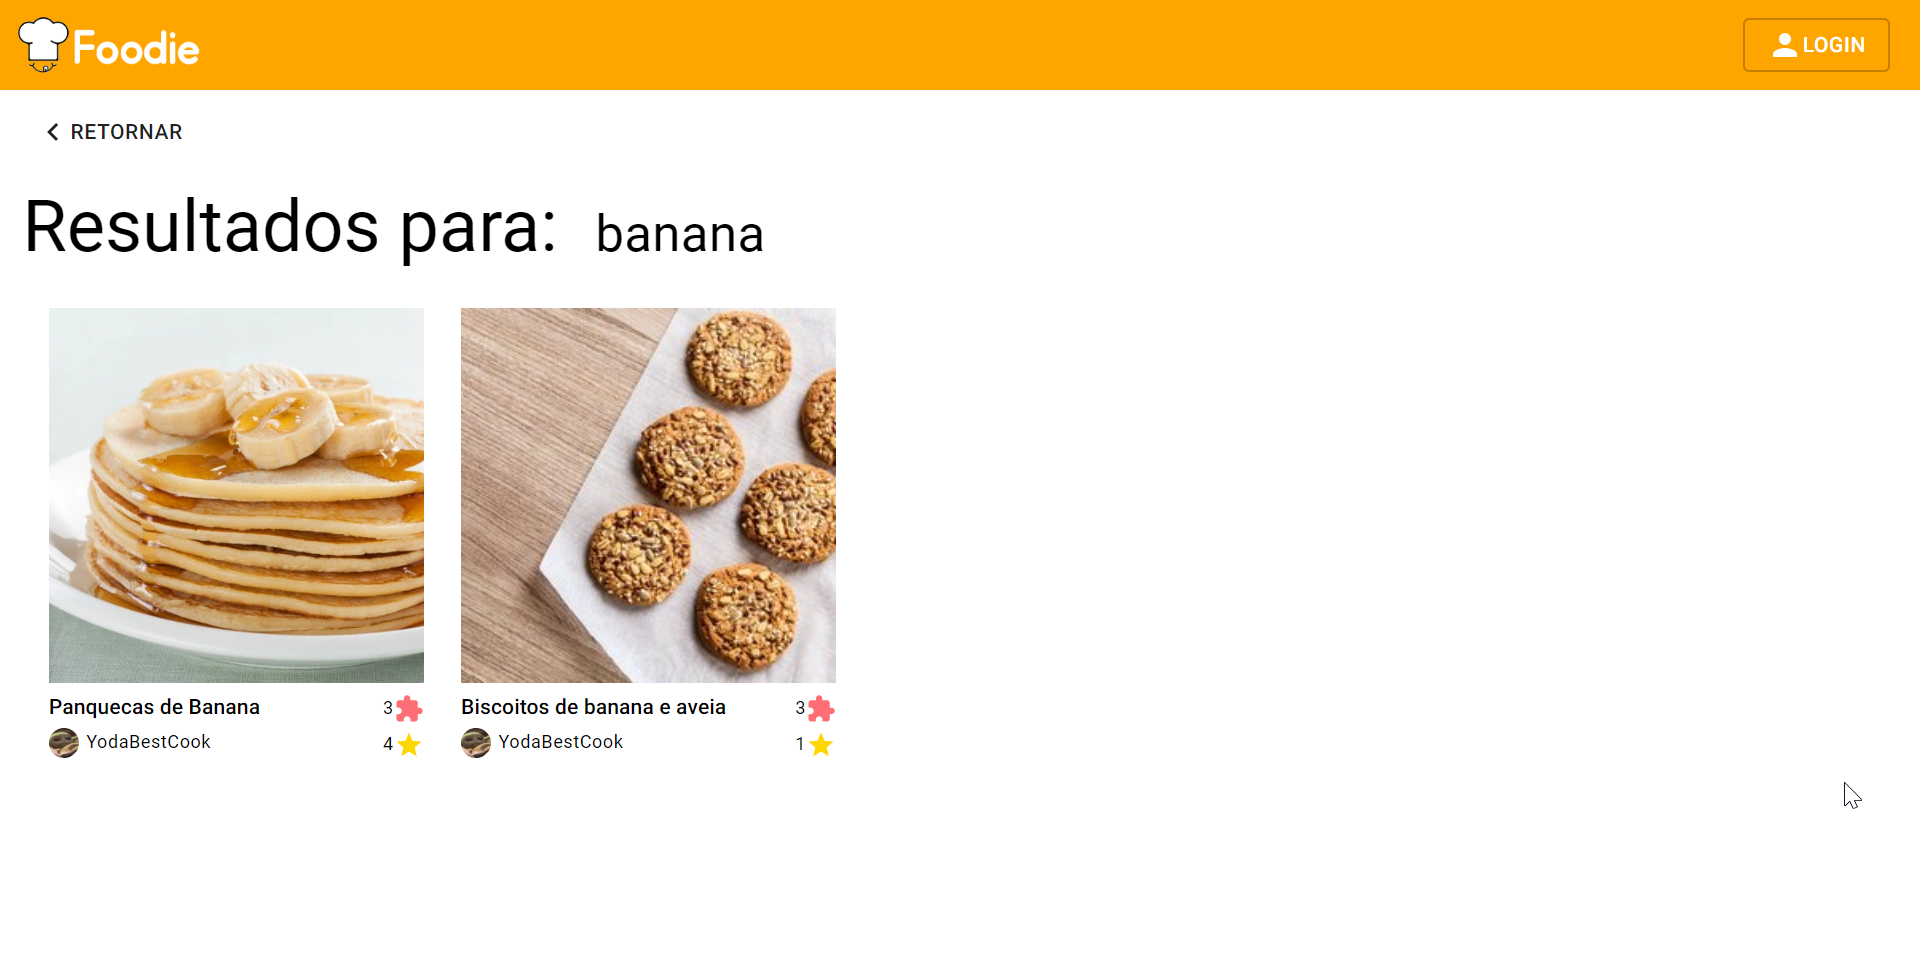 Foodie
LOGIN
RETORNAR
Resultados para: banana
Panquecas de Banana 3
YodaBestCook 4
Biscoitos de banana e aveia 3
YodaBestCook 1